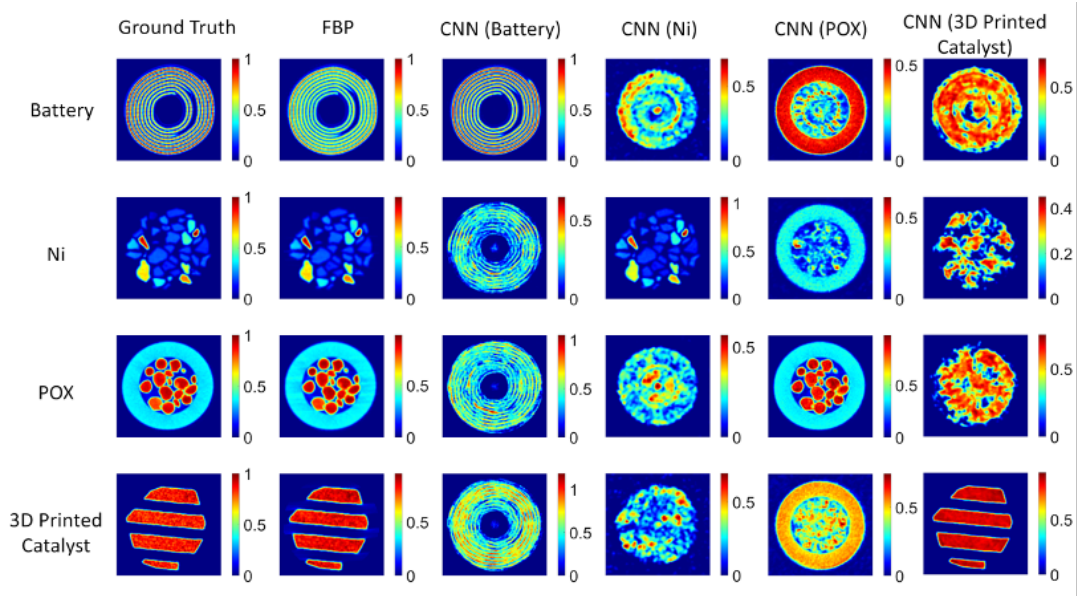 Ground Truth FBP CNN (Battery) CNN (Ni) CNN (POX) CNN (3D Printed
Catalyst)
1 1 1 0.5
Battery 0.5 0.5 0.5 0.5 0.5
0 0 0 0 0 0
1 1 0.4
Ni 0.5 0.5 0.5 0.5 0.5 0.2
0 0 0 0 0 0
1 0.5
POX 0.5 0.5 0.5 0.5 0.5
0 0 0 0 0 0
1
3D Printed
Catalyst
0.5 0.5 0.5 0.5 0.5 0.5
0 0 0 0 0 0